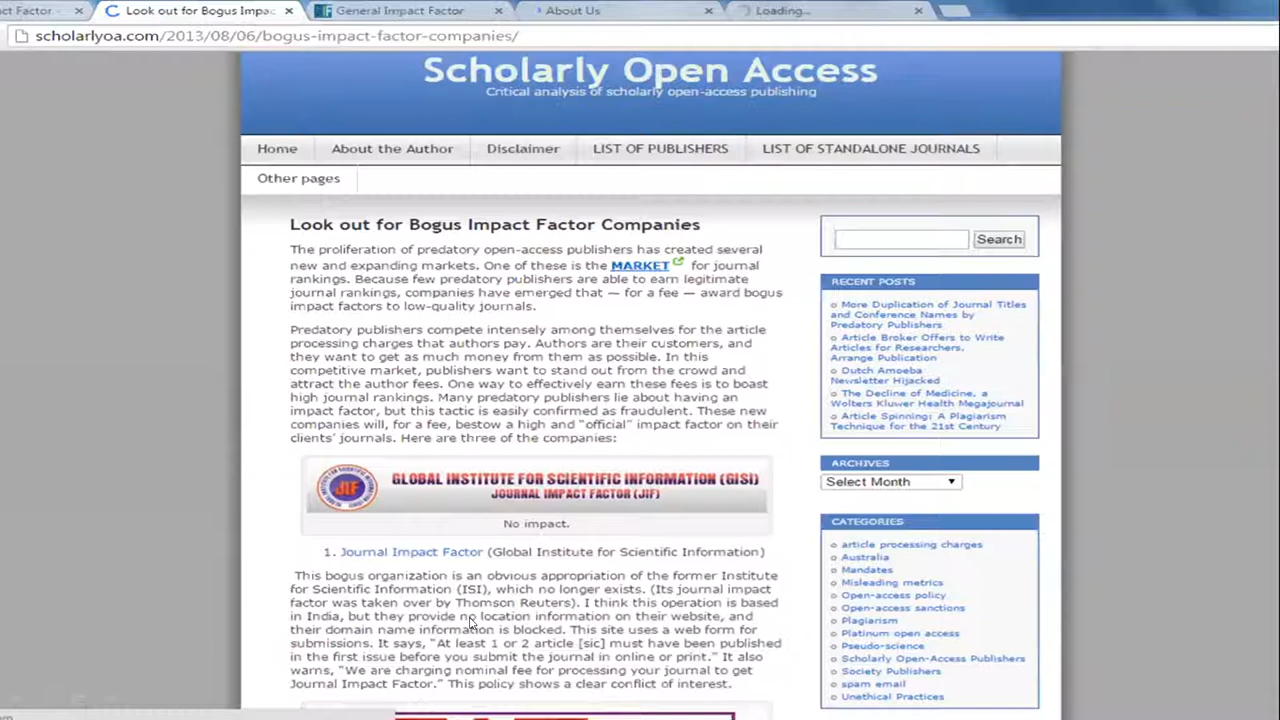 ct Factor -
Look out for Bogus Impac
General Impact Factor
About Us
Loading...
scholarlyoa.com/2013/08/06/bogus-impact-factor-companies/
Scholarly Open Access
Critical analysis of scholarly open-access publishing
Home About the Author Disclaimer LIST OF PUBLISHERS LIST OF STANDALONE JOURNALS
Other pages
Look out for Bogus Impact Factor Companies
The proliferation of predatory open-access publishers has created several
new and expanding markets. One of these is the MARKET for journal
rankings. Because few predatory publishers are able to earn legitimate
journal rankings, companies have emerged that — for a fee — award bogus
impact factors to low-quality journals.
Predatory publishers compete intensely among themselves for the article
processing charges that authors pay. Authors are their customers, and
they want to get as much money from them as possible. In this
competitive market, publishers want to stand out from the crowd and
attract the author fees. One way to effectively earn these fees is to boast
high journal rankings. Many predatory publishers lie about having an
impact factor, but this tactic is easily confirmed as fraudulent. These new
companies will, for a fee, bestow a high and "official" impact factor on their
clients' journals. Here are three of the companies:
JIF
GLOBAL INSTITUTE FOR SCIENTIFIC INFORMATION (GISI)
JOURNAL IMPACT FACTOR (JIF)
No impact.
1. Journal Impact Factor (Global Institute for Scientific Information)
This bogus organization is an obvious appropriation of the former Institute
for Scientific Information (ISI), which no longer exists. (Its journal impact
factor was taken over by Thomson Reuters). I think this operation is based
in India, but they provide no location information on their website, and
their domain name information is blocked. This site uses a web form for
submissions. It says, "At least 1 or 2 article [sic] must have been published
in the first issue before you submit the journal in online or print." It also
warns, "We are charging nominal fee for processing your journal to get
Journal Impact Factor." This policy shows a clear conflict of interest.
Search
RECENT POSTS
More Duplication of Journal Titles
and Conference Names by
Predatory Publishers
Article Broker Offers to Write
Articles for Researchers,
Arrange Publication
Dutch Amoeba
Newsletter Hijacked
The Decline of Medicine, a
Wolters Kluwer Health Megajournal
Article Spinning: A Plagiarism
Technique for the 21st Century
ARCHIVES
Select Month
CATEGORIES
article processing charges
Australia
Mandates
Misleading metrics
Open-access policy
Open-access sanctions
Plagiarism
Platinum open access
Pseudo-science
Scholarly Open-Access Publishers
Society Publishers
spam email
Unethical Practices